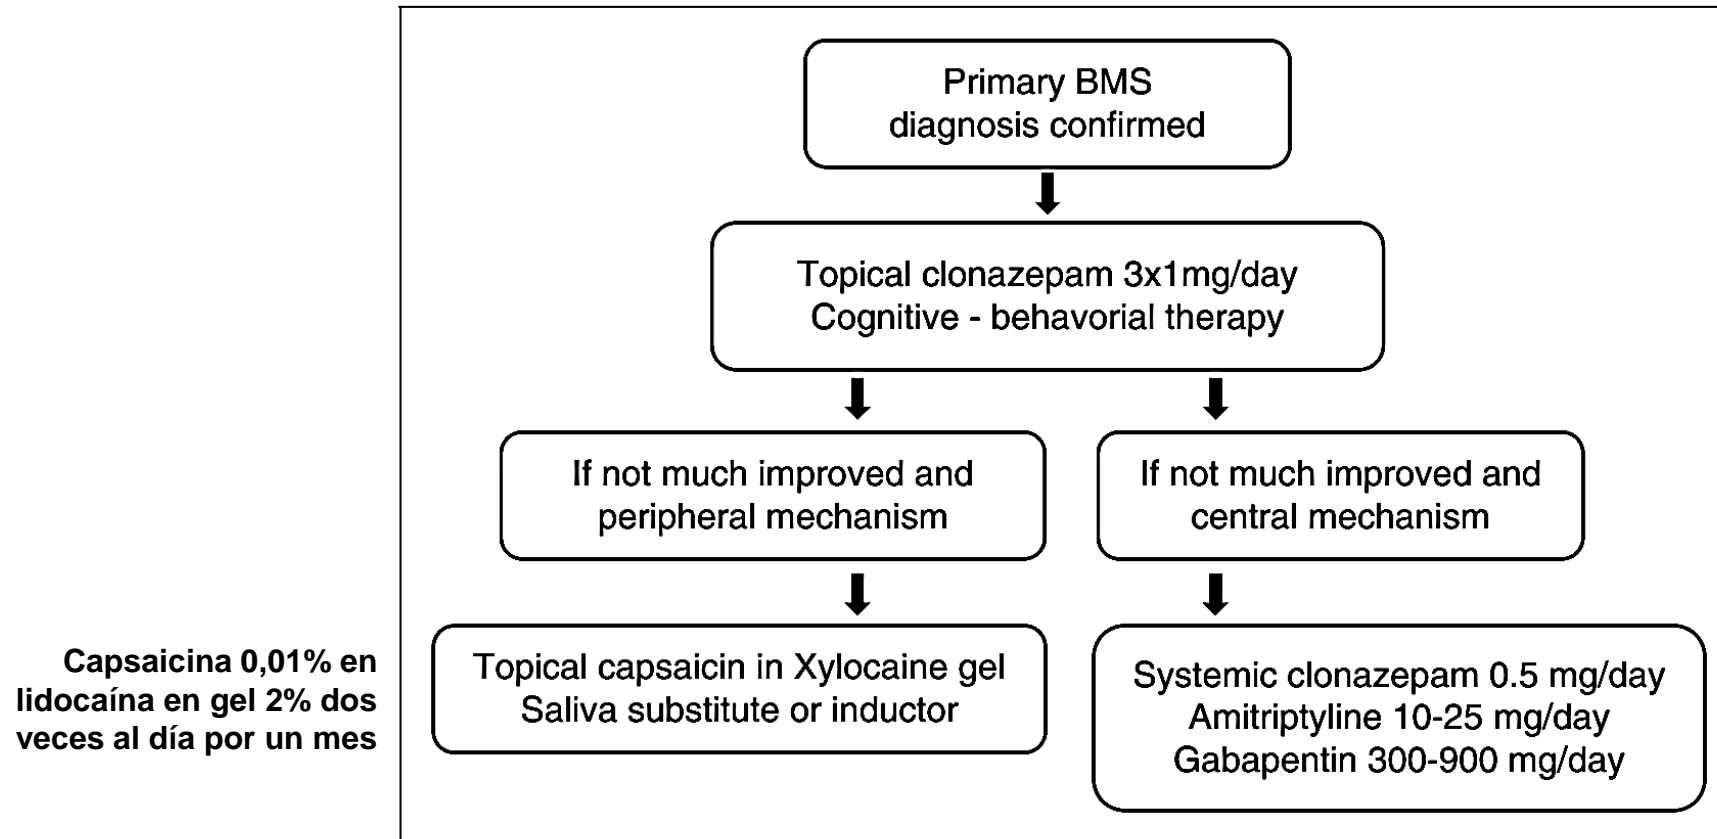 Primary BMS
diagnosis confirmed
Topical clonazepam 3x1mg/day
Cognitive - behavorial therapy
If not much improved and
peripheral mechanism
If not much improved and
central mechanism
Capsaicina 0,01% en
lidocaína en gel 2% dos
veces al día por un mes
Topical capsaicin in Xylocaine gel
Saliva substitute or inductor
Systemic clonazepam 0.5 mg/day
Amitriptyline 10-25 mg/day
Gabapentin 300-900 mg/day